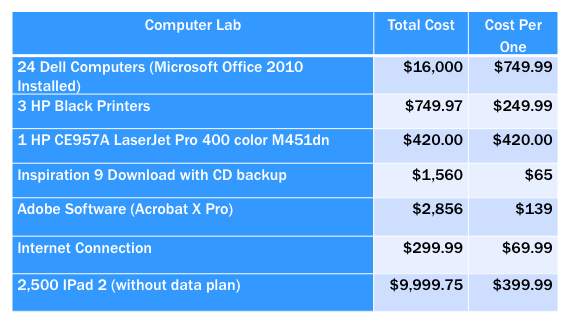 Computer Lab Total Cost Cost Per
One
24 Dell Computers (Microsoft Office 2010 $16,000 $749.99
Installed)
3 HP Black Printers $749.97 $249.99
1 HP CE957A LaserJet Pro 400 color M451dn $420.00 $420.00
Inspiration 9 Download with CD backup $1,560 $65
Adobe Software (Acrobat X Pro) $2,856 $139
Internet Connection $299.99 $69.99
2,500 IPad 2 (without data plan) $9,999.75 $399.99